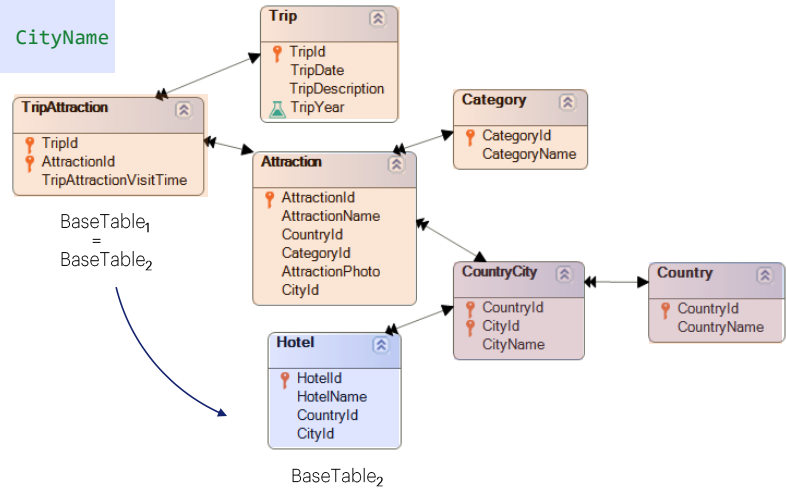 CityName
Trip
TripId
TripDate
TripDescription
TripYear
TripAttraction
TripId
AttractionId
TripAttractionVisitTime
Category
CategoryId
CategoryName
Attraction
AttractionId
AttractionName
CountryId
CategoryId
AttractionPhoto
CityId
BaseTable₁
=
BaseTable₂
CountryCity
CountryId
CityId
CityName
Country
CountryId
CountryName
Hotel
HotelId
HotelName
CountryId
CityId
BaseTable₂